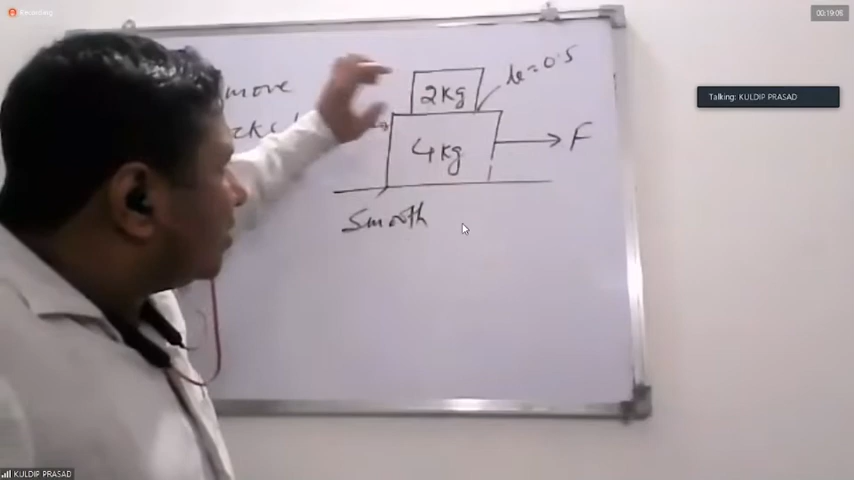 Recording
00:19:05
move
2kg
μ=0.5
Talking: KULDIP PRASAD
4kg
F
Smooth
KULDIP PRASAD